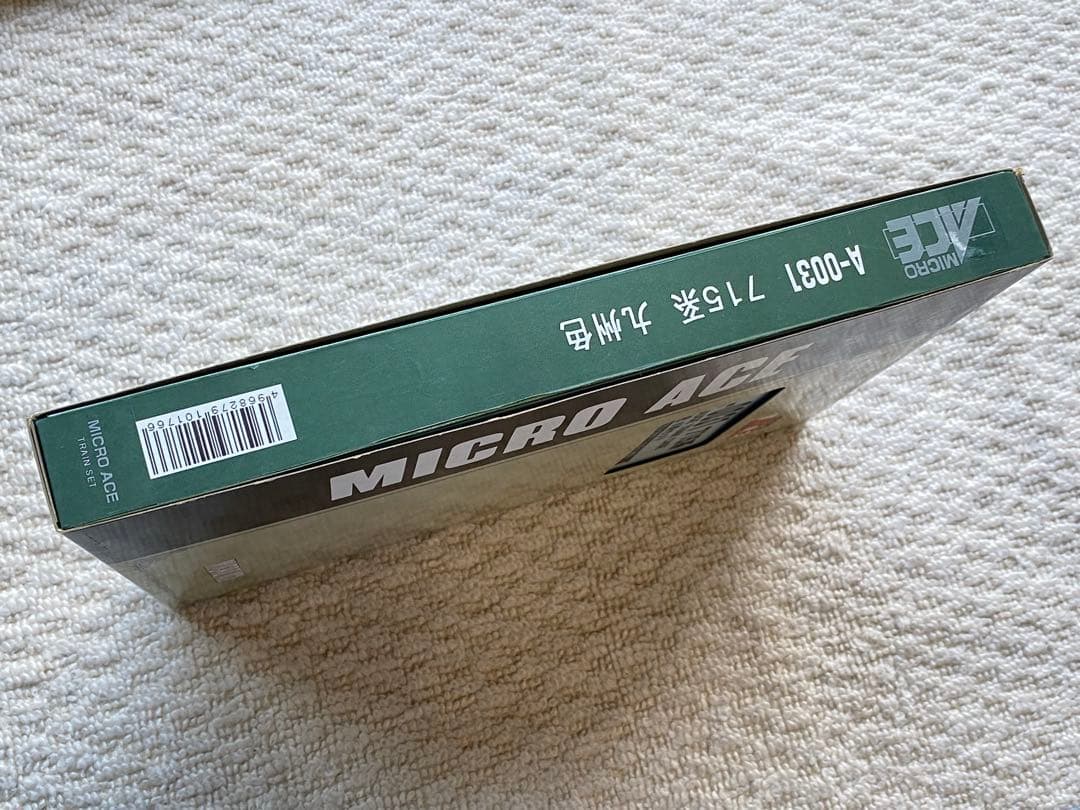 MICRO
ACE
A-0031 715系 九州色
4968279101766
MICRO ACE
TRAIN SET
MICRO ACE